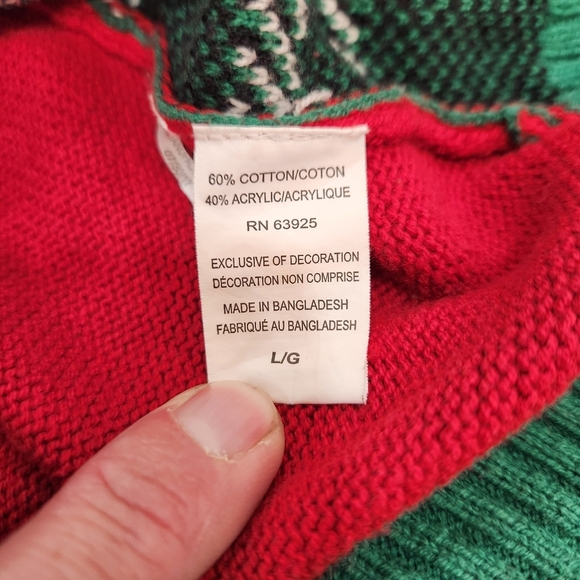 60% COTTON/COTON
40% ACRYLIC/ACRYLIQUE
RN 63925
EXCLUSIVE OF DECORATION
DÉCORATION NON COMPRISE
MADE IN BANGLADESH
FABRIQUÉ AU BANGLADESH
L/G